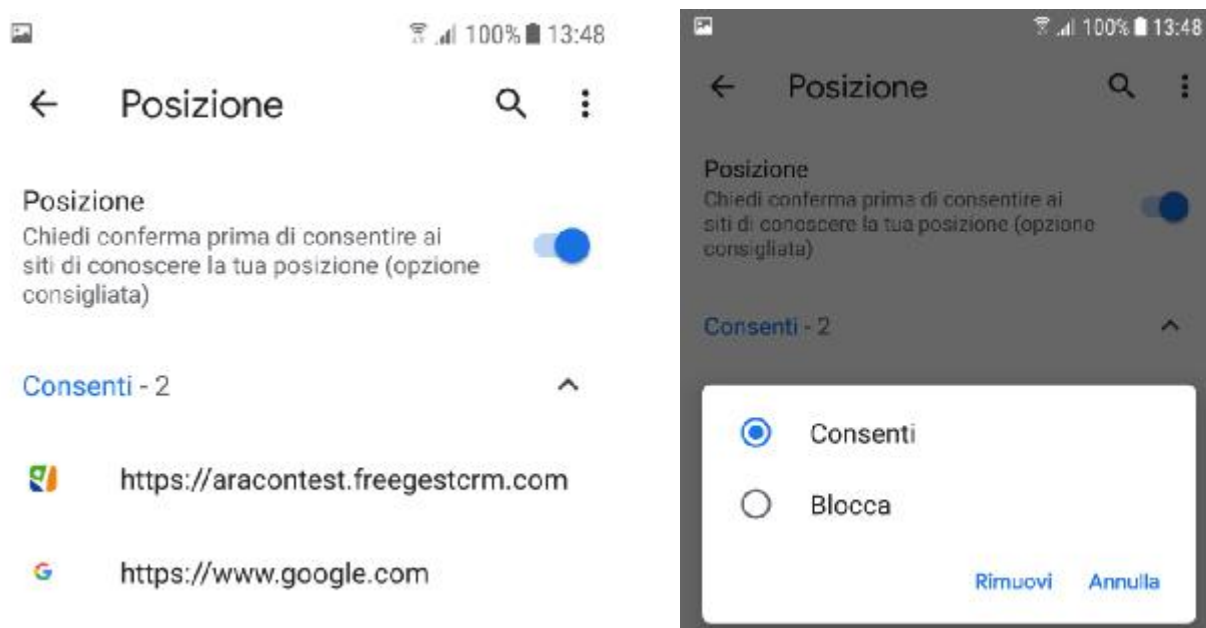 100% 13:48
Posizione
Posizione
Chiedi conferma prima di consentire ai
siti di conoscere la tua posizione (opzione
consigliata)
Consenti - 2
https://aracontest.freegestcrm.com
https://www.google.com
100% 13:48
Posizione
Posizione
Chiedi conferma prima di consentire ai
siti di conoscere la tua posizione (opzione
consigliata)
Consenti - 2
Consenti
Blocca
Rimuovi Annulla